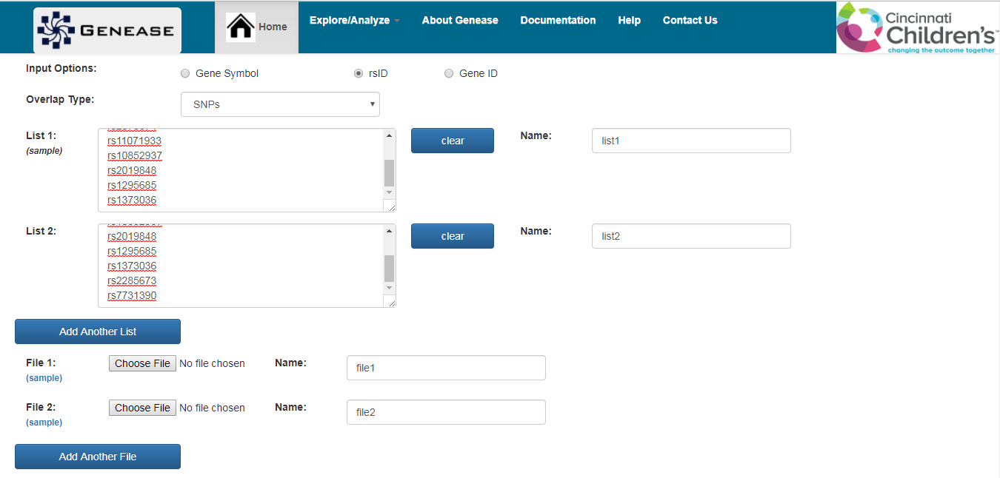 GENEASE
Home
Explore/Analyze
About Genease
Documentation
Help
Contact Us
Cincinnati
Children's™
changing the outcome together
Input Options:
Gene Symbol
rsID
Gene ID
Overlap Type:
SNPs
List 1:
(sample)
rs11071933
rs10852937
rs2019848
rs1295685
rs1373036
clear
Name:
list1
List 2:
rs2019848
rs1295685
rs1373036
rs2285673
rs7731390
clear
Name:
list2
Add Another List
File 1:
(sample)
Choose File No file chosen
Name:
file1
File 2:
(sample)
Choose File No file chosen
Name:
file2
Add Another File